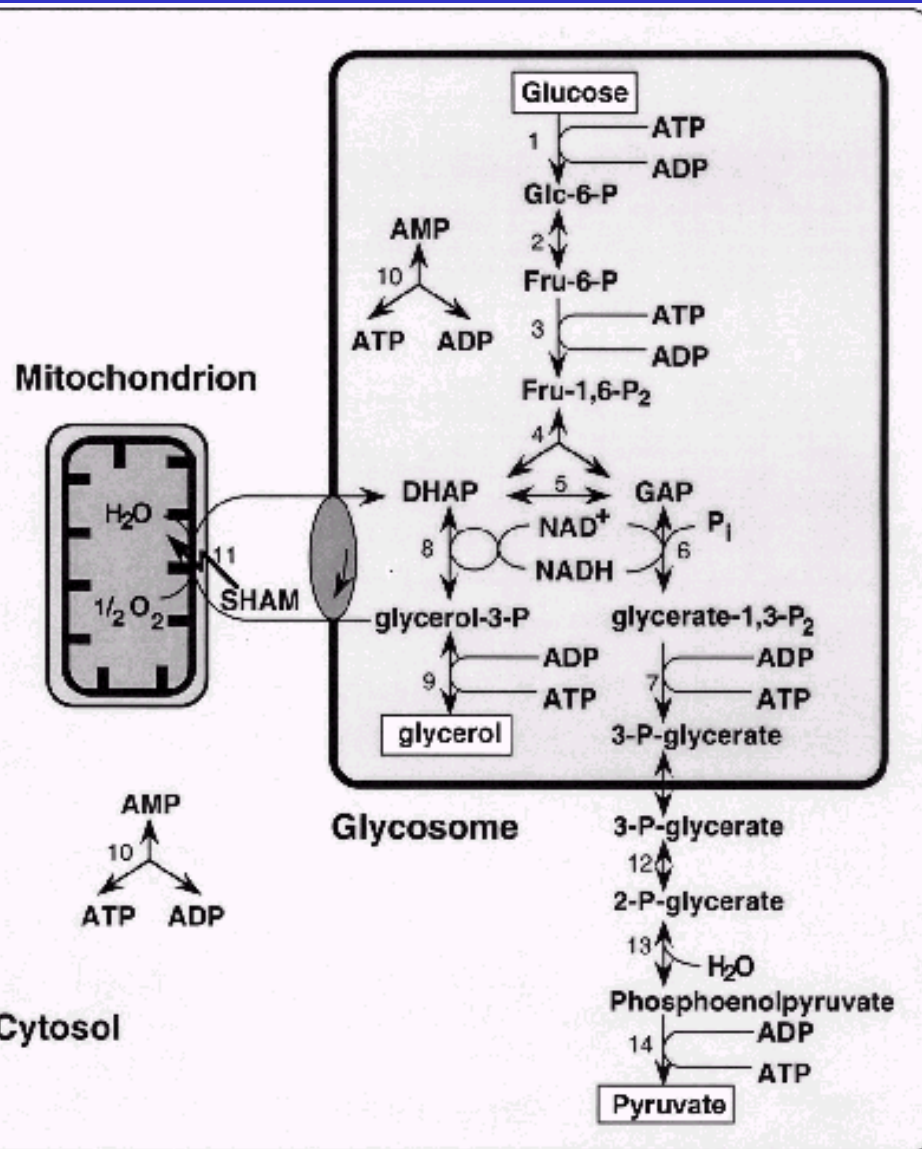 Glucose
1
ATP
ADP
Glc-6-P
AMP
10
ATP ADP
2
Fru-6-P
3
ATP
ADP
Fru-1,6-P2
4
Mitochondrion
H2O
1/2 O2
11
SHAM
DHAP
5
GAP
NAD+
NADH
Pi
8
6
glycerol-3-P
glycerate-1,3-P2
9
ADP
ATP
7
ADP
ATP
glycerol
3-P-glycerate
Glycosome
AMP
10
ATP ADP
3-P-glycerate
12
2-P-glycerate
13
H2O
Phosphoenolpyruvate
Cytosol
14
ADP
ATP
Pyruvate